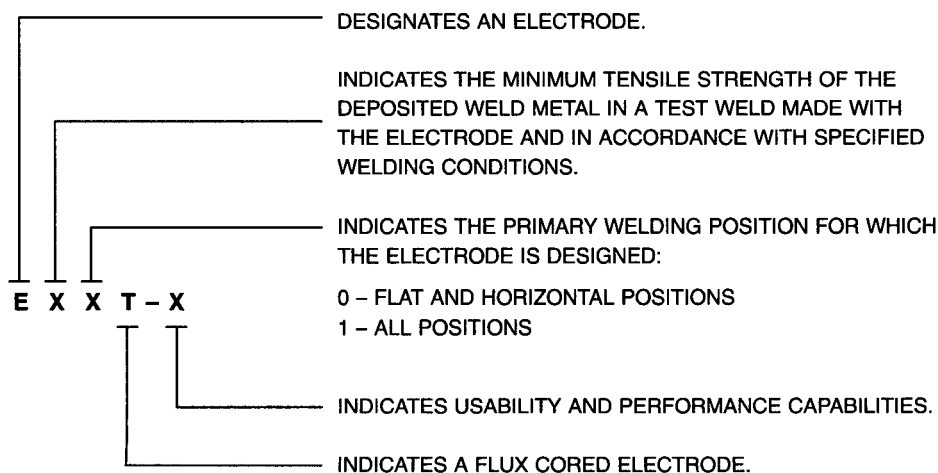 DESIGNATES AN ELECTRODE.
INDICATES THE MINIMUM TENSILE STRENGTH OF THE
DEPOSITED WELD METAL IN A TEST WELD MADE WITH
THE ELECTRODE AND IN ACCORDANCE WITH SPECIFIED
WELDING CONDITIONS.
INDICATES THE PRIMARY WELDING POSITION FOR WHICH
THE ELECTRODE IS DESIGNED:
E X X T – X
0 – FLAT AND HORIZONTAL POSITIONS
1 – ALL POSITIONS
INDICATES USABILITY AND PERFORMANCE CAPABILITIES.
INDICATES A FLUX CORED ELECTRODE.